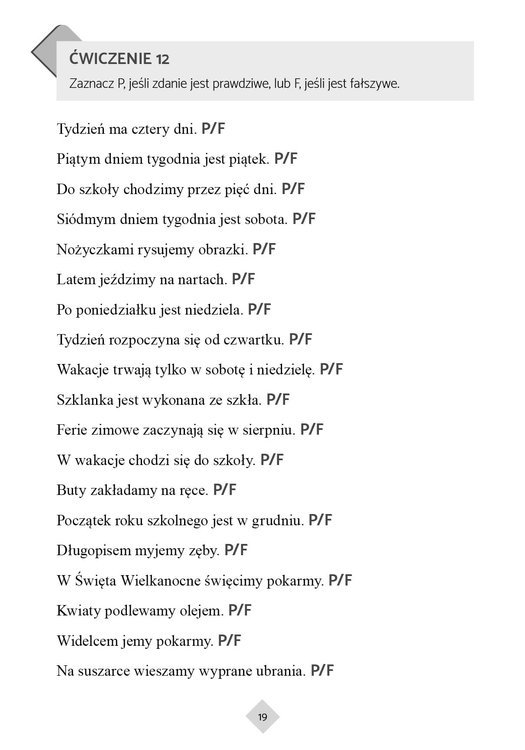 ĆWICZENIE 12
Zaznacz P, jeśli zdanie jest prawdziwe, lub F, jeśli jest fałszywe.
Tydzień ma cztery dni. P/F
Piątym dniem tygodnia jest piątek. P/F
Do szkoły chodzimy przez pięć dni. P/F
Siódmym dniem tygodnia jest sobota. P/F
Nożyczkami rysujemy obrazki. P/F
Latem jeździmy na nartach. P/F
Po poniedziałku jest niedziela. P/F
Tydzień rozpoczyna się od czwartku. P/F
Wakacje trwają tylko w sobotę i niedzielę. P/F
Szklanka jest wykonana ze szkła. P/F
Ferie zimowe zaczynają się w sierpniu. P/F
W wakacje chodzi się do szkoły. P/F
Buty zakładamy na ręce. P/F
Początek roku szkolnego jest w grudniu. P/F
Długopisem myjemy zęby. P/F
W Święta Wielkanocne święcimy pokarmy. P/F
Kwiaty podlewamy olejem. P/F
Widelcem jemy pokarmy. P/F
Na suszarce wieszamy wyprane ubrania. P/F
19